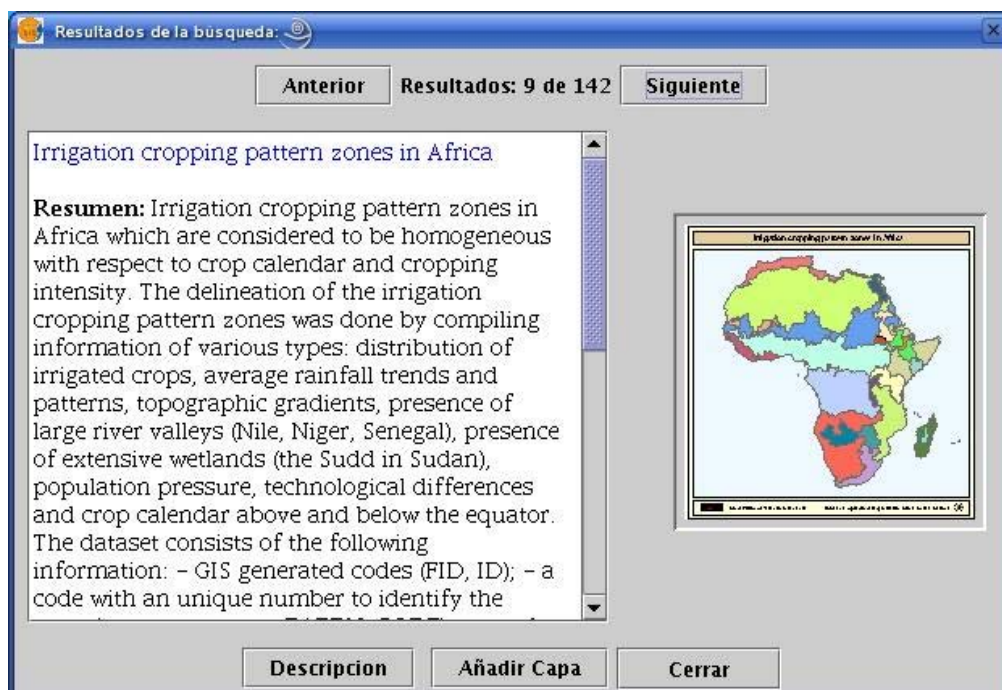 Resultados de la búsqueda:
Anterior Resultados: 9 de 142 Siguiente
Irrigation cropping pattern zones in Africa
Resumen: Irrigation cropping pattern zones in
Africa which are considered to be homogeneous
with respect to crop calendar and cropping
intensity. The delineation of the irrigation
cropping pattern zones was done by compiling
information of various types: distribution of
irrigated crops, average rainfall trends and
patterns, topographic gradients, presence of
large river valleys (Nile, Niger, Senegal), presence
of extensive wetlands (the Sudd in Sudan),
population pressure, technological differences
and crop calendar above and below the equator.
The dataset consists of the following
information: – GIS generated codes (FID, ID); – a
code with an unique number to identify the
Irrigation cropping pattern zones in Africa
Descripcion Añadir Capa Cerrar